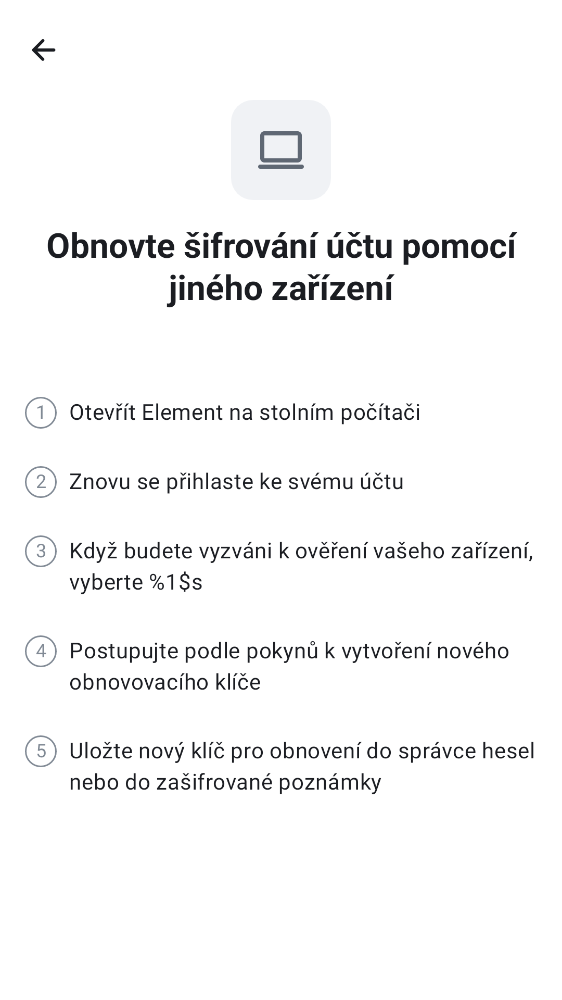 Obnovte šifrování účtu pomocí
jiného zařízení
1 Otevřít Element na stolním počítači
2 Znovu se přihlaste ke svému účtu
3 Když budete vyzváni k ověření vašeho zařízení,
vyberte %1$s
4 Postupujte podle pokynů k vytvoření nového
obnovovacího klíče
5 Uložte nový klíč pro obnovení do správce hesel
nebo do zašifrované poznámky